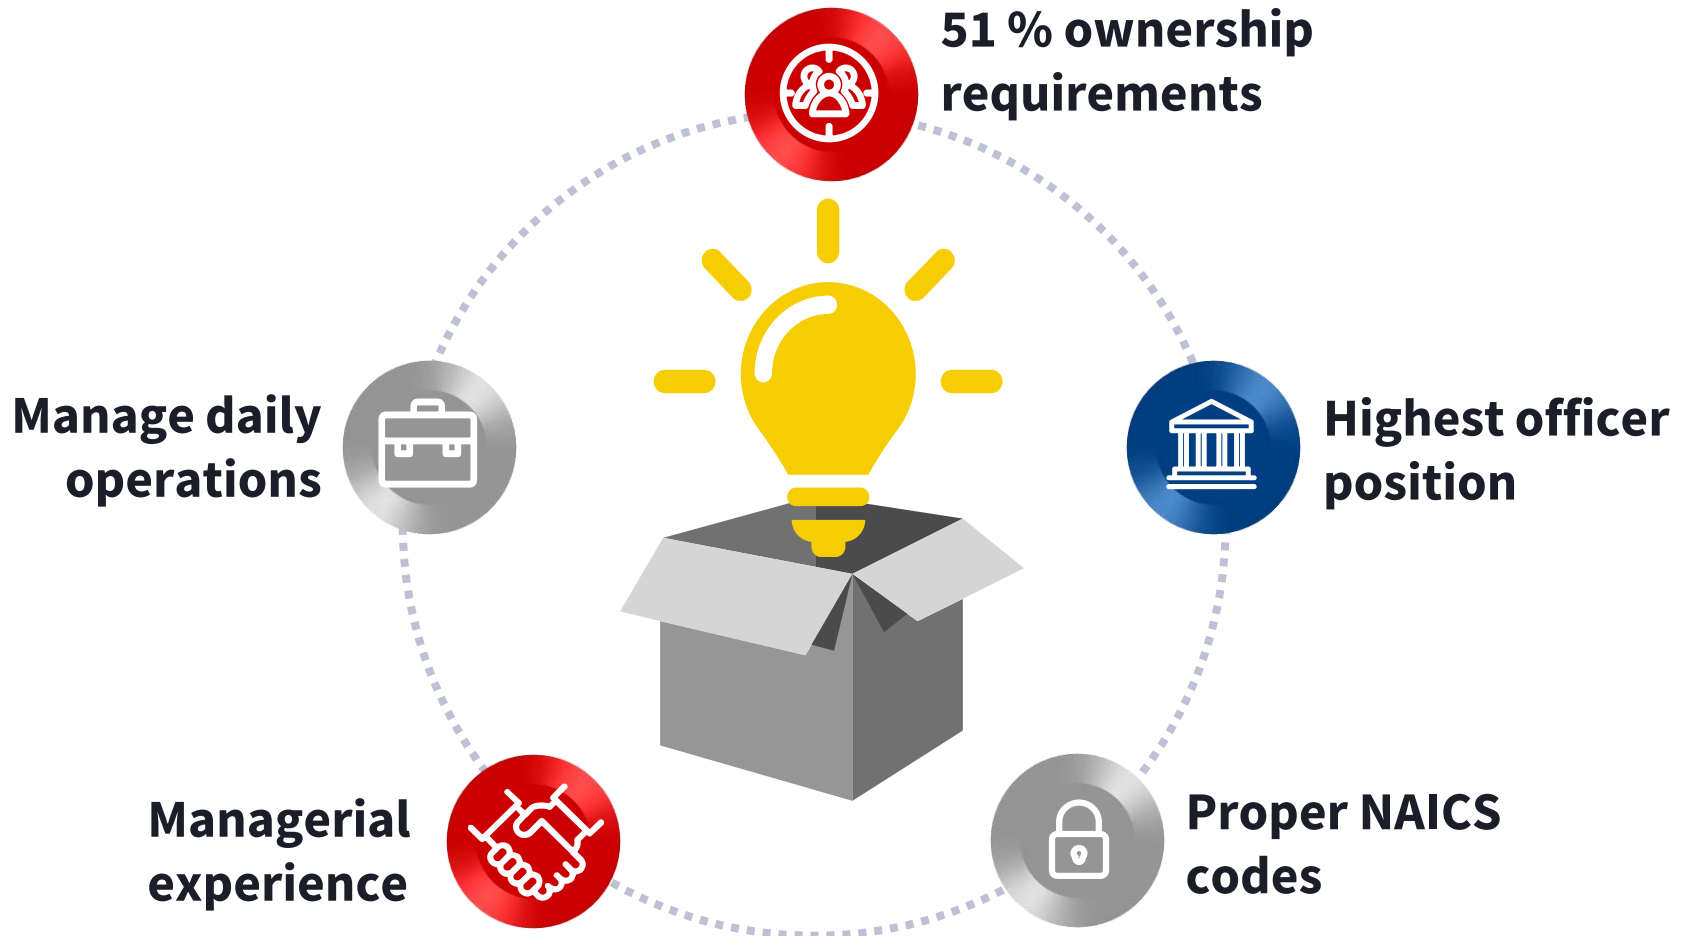 51 % ownership
requirements
Manage daily
operations
Highest officer
position
Managerial
experience
Proper NAICS
codes